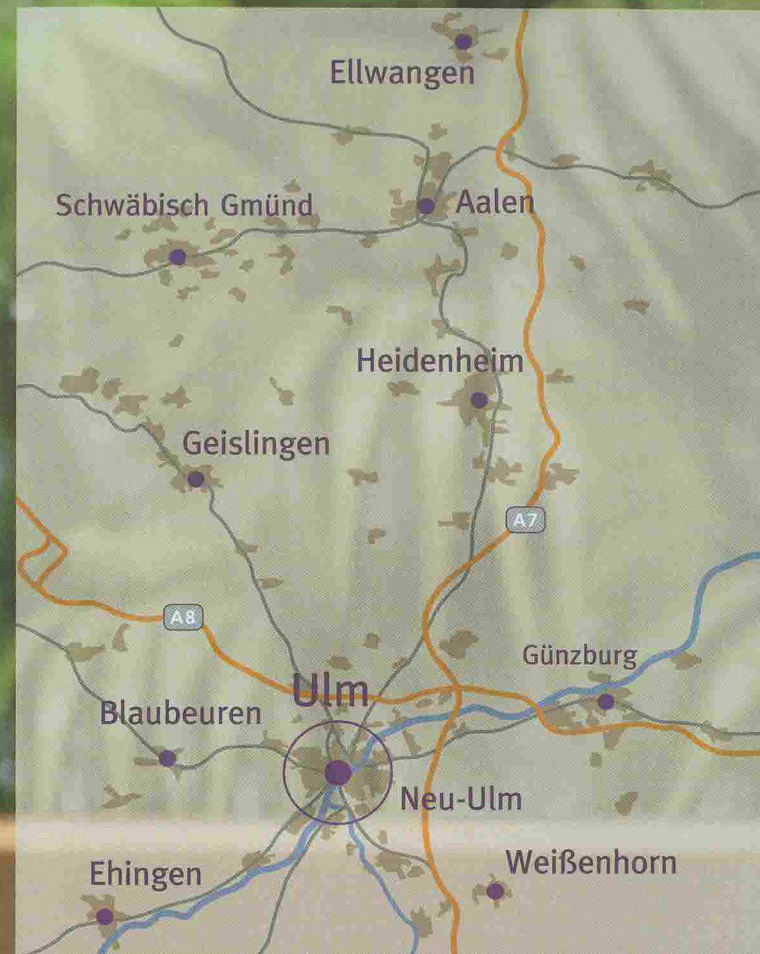 Ellwangen
Schwäbisch Gmünd
Aalen
Heidenheim
Geislingen
A7
A8
Günzburg
Ulm
Blaubeuren
Neu-Ulm
Weißenhorn
Ehingen